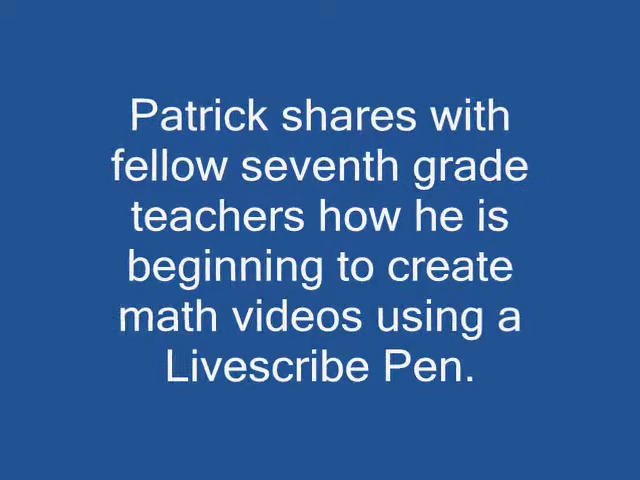 Patrick shares with
fellow seventh grade
teachers how he is
beginning to create
math videos using a
Livescribe Pen.